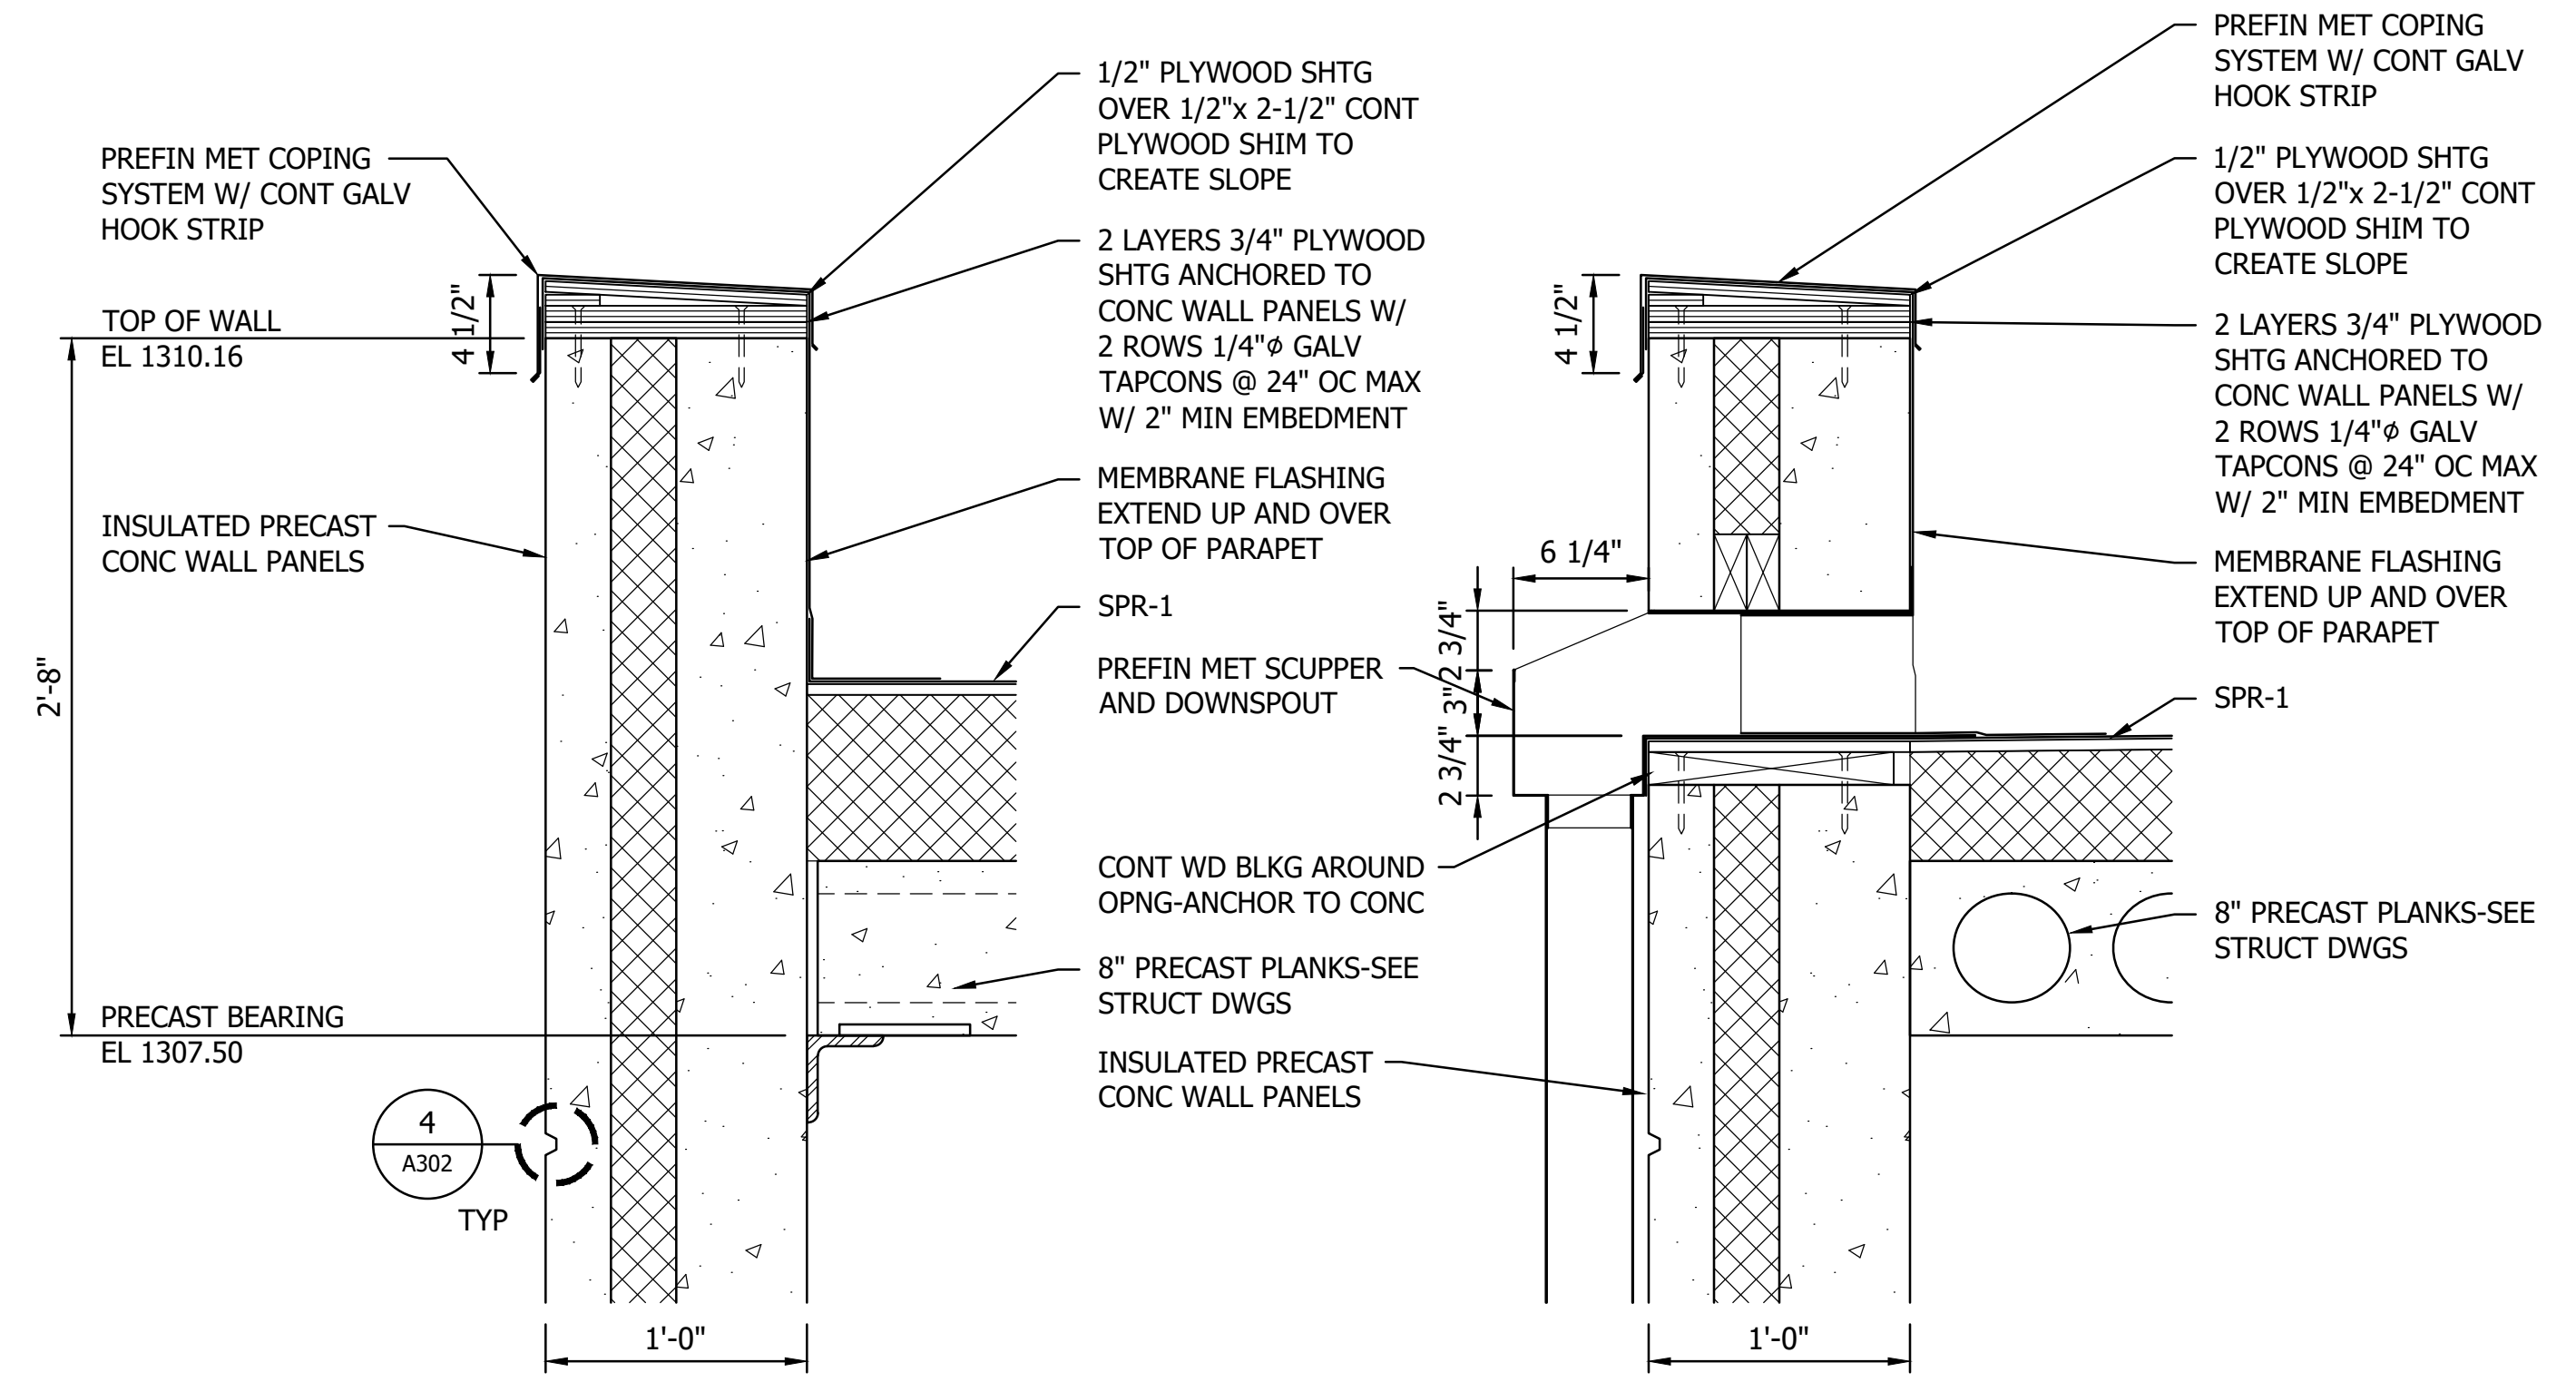 PREFIN MET COPING
SYSTEM W/ CONT GALV
HOOK STRIP
TOP OF WALL
EL 1310.16
4 1/2"
INSULATED PRECAST
CONC WALL PANELS
2'-8"
PRECAST BEARING
EL 1307.50
4
A302
TYP
1'-0"
1/2" PLYWOOD SHTG
OVER 1/2"x 2-1/2" CONT
PLYWOOD SHIM TO
CREATE SLOPE
2 LAYERS 3/4" PLYWOOD
SHTG ANCHORED TO
CONC WALL PANELS W/
2 ROWS 1/4"ϕ GALV
TAPCONS @ 24" OC MAX
W/ 2" MIN EMBEDMENT
MEMBRANE FLASHING
EXTEND UP AND OVER
TOP OF PARAPET
SPR-1
PREFIN MET SCUPPER
AND DOWNSPOUT
CONT WD BLKG AROUND
OPNG-ANCHOR TO CONC
8" PRECAST PLANKS-SEE
STRUCT DWGS
INSULATED PRECAST
CONC WALL PANELS
4 1/2"
6 1/4"
2 3/4"
3"
2 3/4"
1'-0"
PREFIN MET COPING
SYSTEM W/ CONT GALV
HOOK STRIP
1/2" PLYWOOD SHTG
OVER 1/2"x 2-1/2" CONT
PLYWOOD SHIM TO
CREATE SLOPE
2 LAYERS 3/4" PLYWOOD
SHTG ANCHORED TO
CONC WALL PANELS W/
2 ROWS 1/4"ϕ GALV
TAPCONS @ 24" OC MAX
W/ 2" MIN EMBEDMENT
MEMBRANE FLASHING
EXTEND UP AND OVER
TOP OF PARAPET
SPR-1
8" PRECAST PLANKS-SEE
STRUCT DWGS